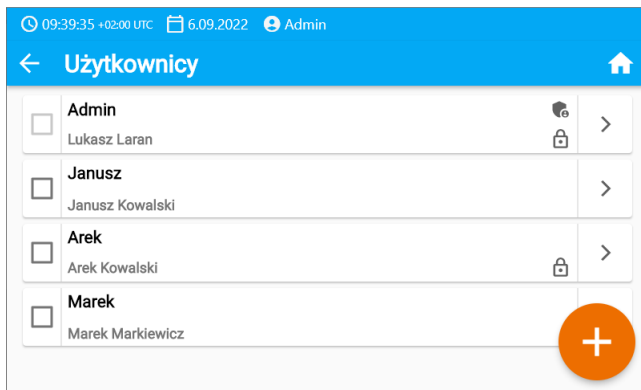 09:39:35 +02:00 UTC 6.09.2022 Admin
Użytkownicy
Admin
Lukasz Laran
Janusz
Janusz Kowalski
Arek
Arek Kowalski
Marek
Marek Markiewicz